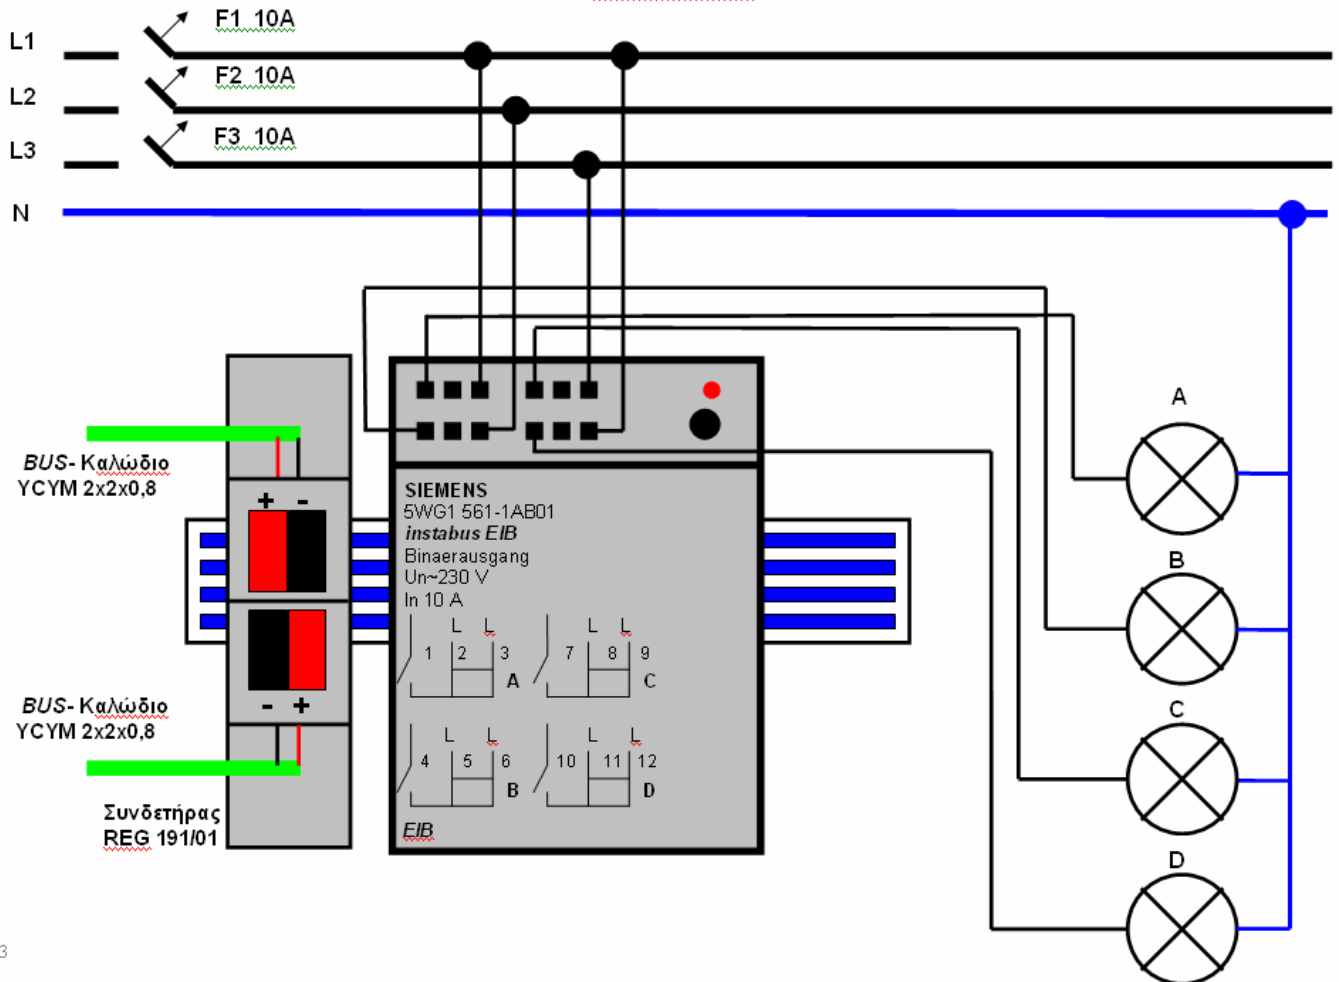 F1 10A
L1
F2 10A
L2
F3 10A
L3
N
A
B
C
D
BUS- Καλώδιο
YCYM 2x2x0,8
+ -
- +
BUS- Καλώδιο
YCYM 2x2x0,8
Συνδετήρας
REG 191/01
SIEMENS
5WG1 561-1AB01
instabus EIB
Binaerausgang
Un~230 V
In 10 A
L L L L
1 2 3 7 8 9
A C
L L L L
4 5 6 10 11 12
B D
EIB
3